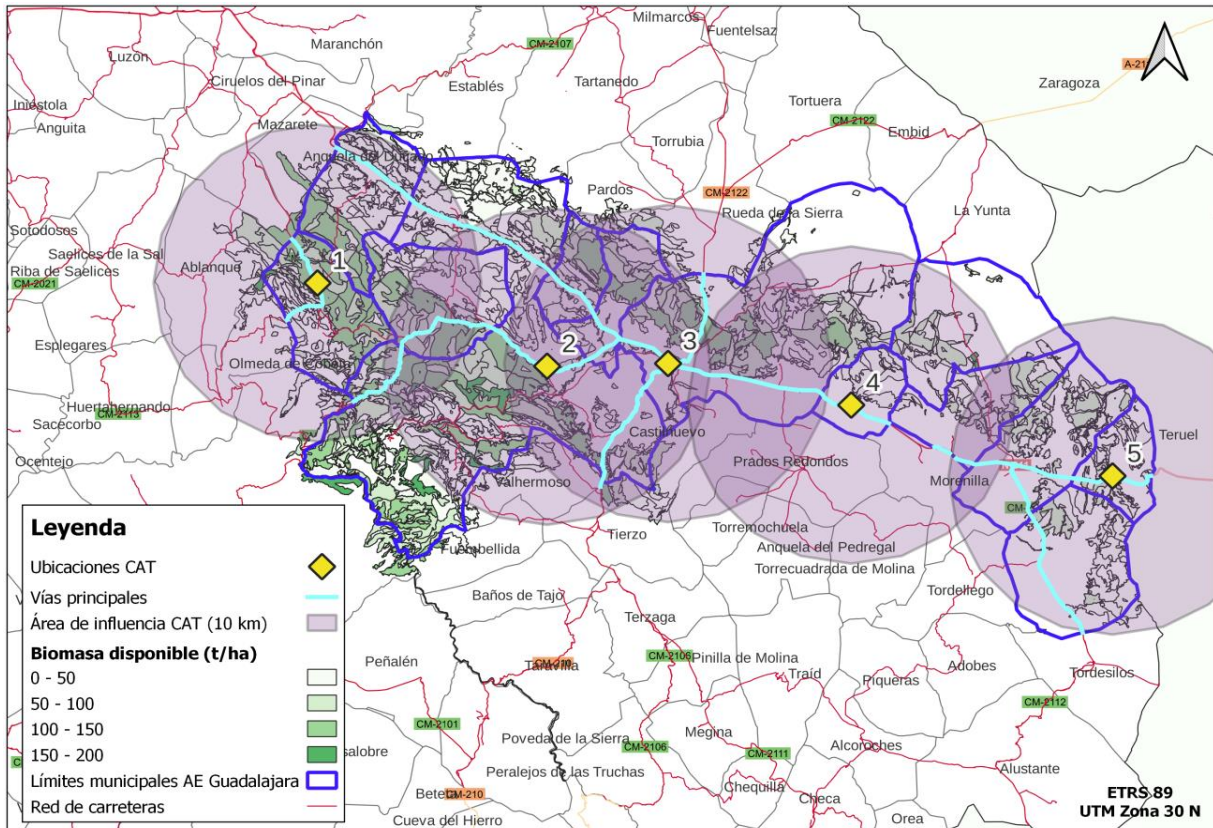 Milmarcos
Maranchón
Fuentelsaz
CM-2107
Luzón
Zaragoza
Ciruelos del Pinar
Tartanedo
Establés
Iniéstola
Tortuera
Anguita
Mazarete
CM-2122
Embid
Torrubia
Anquela del Ducado
Pardos
CM-2122
Rueda de la Sierra
La Yunta
Sotodosos
Saelices de la Sal
Riba de Saelices
Ablanque
1
CM-2021
Esplegares
2
3
Olmeda de Cobeta
4
Huertahernando
CM-2113
Sacecorbo
Castilnuevo
Teruel
5
Ocentejo
Prados Redondos
Valhermoso
Morenilla
Torremochuela
Tierzo
Fuembellida
Anquela del Pedregal
Torrecuadrada de Molina
Tordellego
Baños de Tajo
Terzaga
Peñalén
CM-2106
Pinilla de Molina
Taravilla
CM-210
Traíd
Adobes
Piqueras
Tordesilos
CM-2112
CM-2101
Megina
Poveda de la Sierra
CM-2106
CM-2111
Alcoroches
Peralejos de las Truchas
Alustante
Chequilla
Beteta
CM-210
Checa
Cueva del Hierro
Orea
Leyenda
Ubicaciones CAT
Vías principales
Área de influencia CAT (10 km)
Biomasa disponible (t/ha)
0 - 50
50 - 100
100 - 150
150 - 200
Límites municipales AE Guadalajara
Red de carreteras
ETRS 89
UTM Zona 30 N